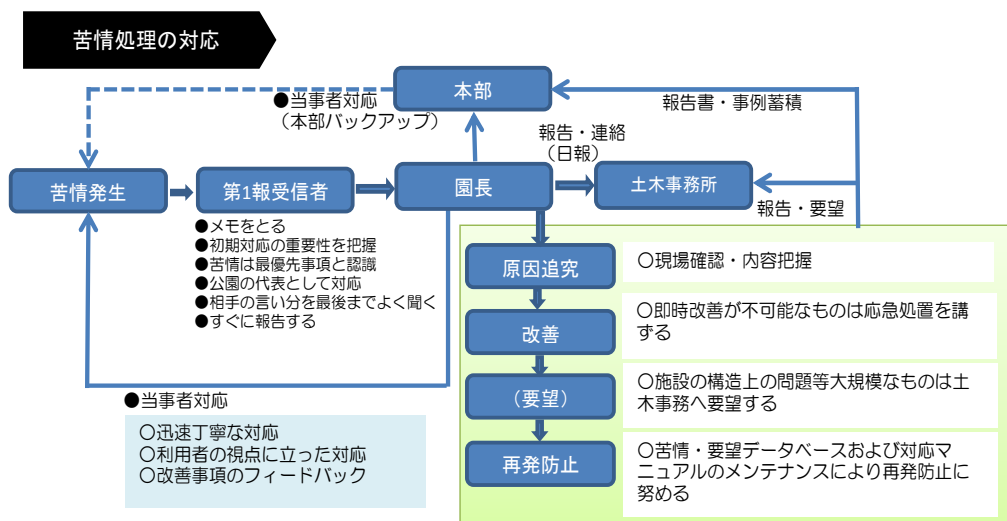 苦情処理の対応
本部
●当事者対応
（本部バックアップ）
報告書・事例蓄積
報告・連絡
（日報）
苦情発生
第1報受信者
園長
土木事務所
報告・要望
●メモをとる
●初期対応の重要性を把握
●苦情は最優先事項と認識
●公園の代表として対応
●相手の言い分を最後までよく聞く
●すぐに報告する
原因追究
○現場確認・内容把握
改善
○即時改善が不可能なものは応急処置を講
ずる
（要望）
○施設の構造上の問題等大規模なものは土
木事務へ要望する
再発防止
○苦情・要望データベースおよび対応マ
ニュアルのメンテナンスにより再発防止に
努める
●当事者対応
○迅速丁寧な対応
○利用者の視点に立った対応
○改善事項のフィードバック